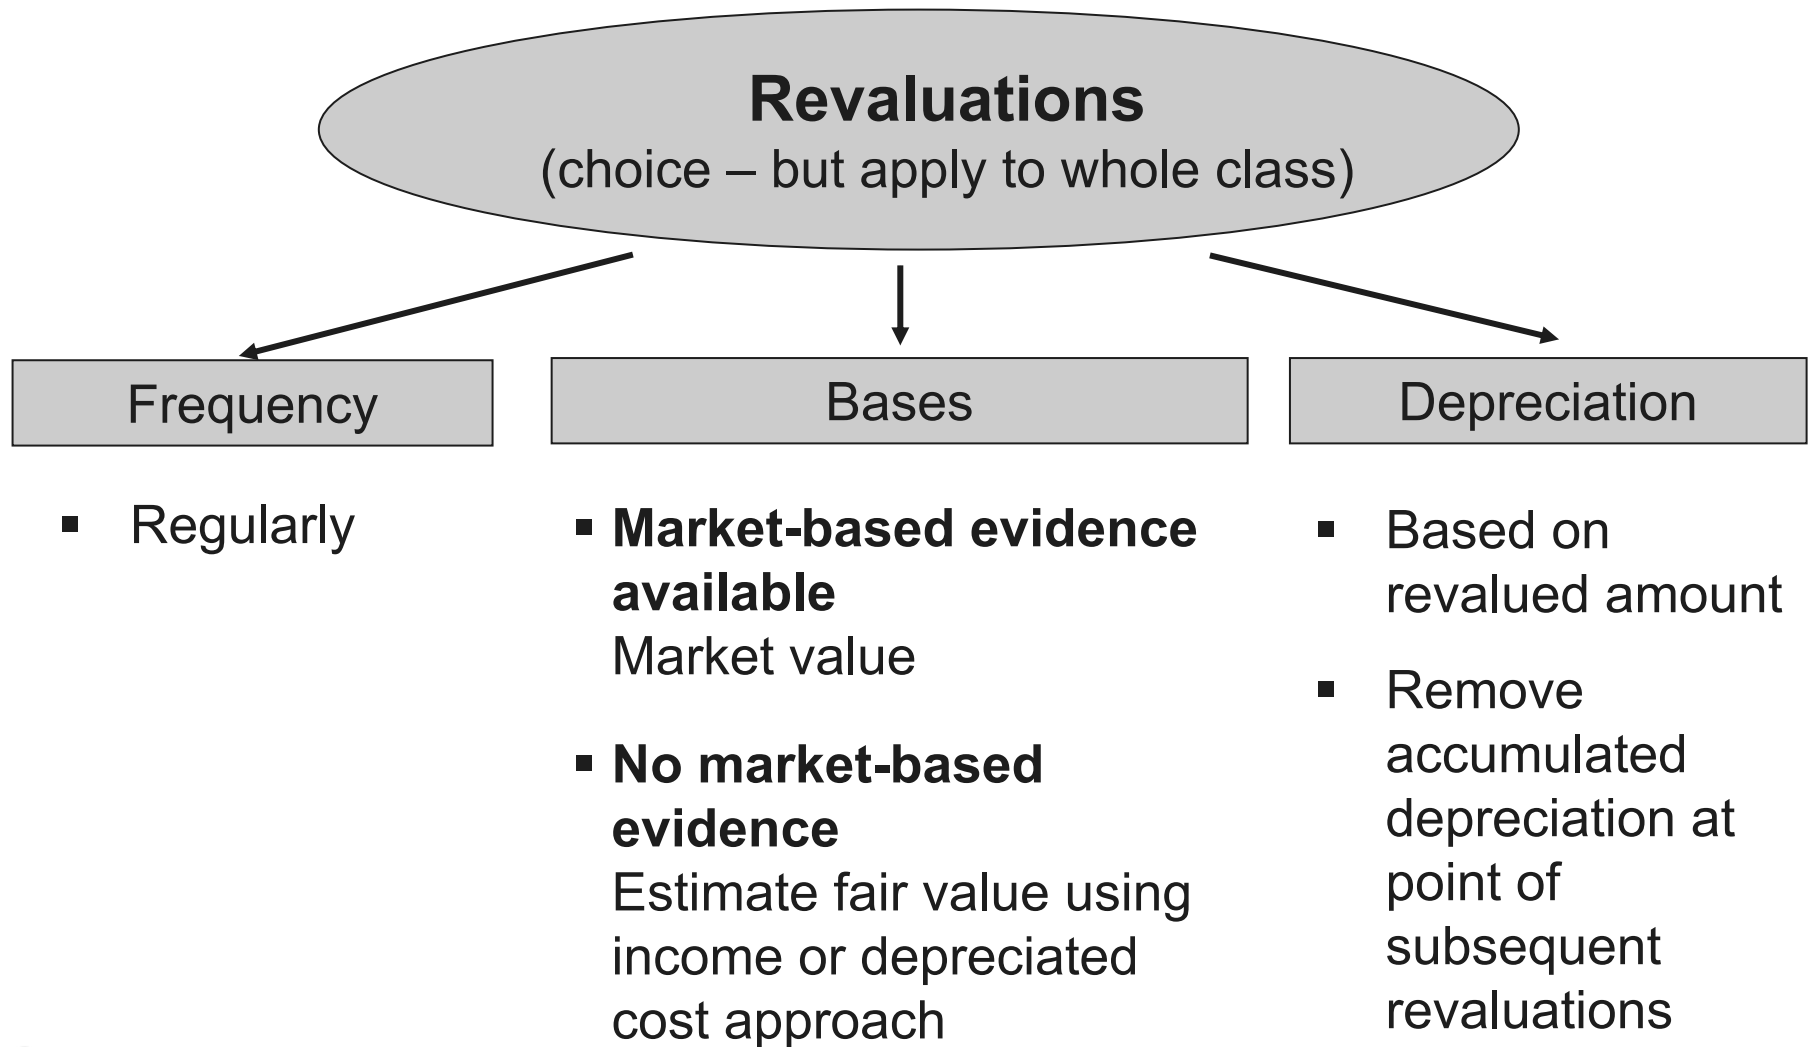 Revaluations
(choice – but apply to whole class)
Frequency
▪ Regularly
Bases
▪ Market-based evidence
available
Market value
▪ No market-based
evidence
Estimate fair value using
income or depreciated
cost approach
Depreciation
▪ Based on
revalued amount
▪ Remove
accumulated
depreciation at
point of
subsequent
revaluations